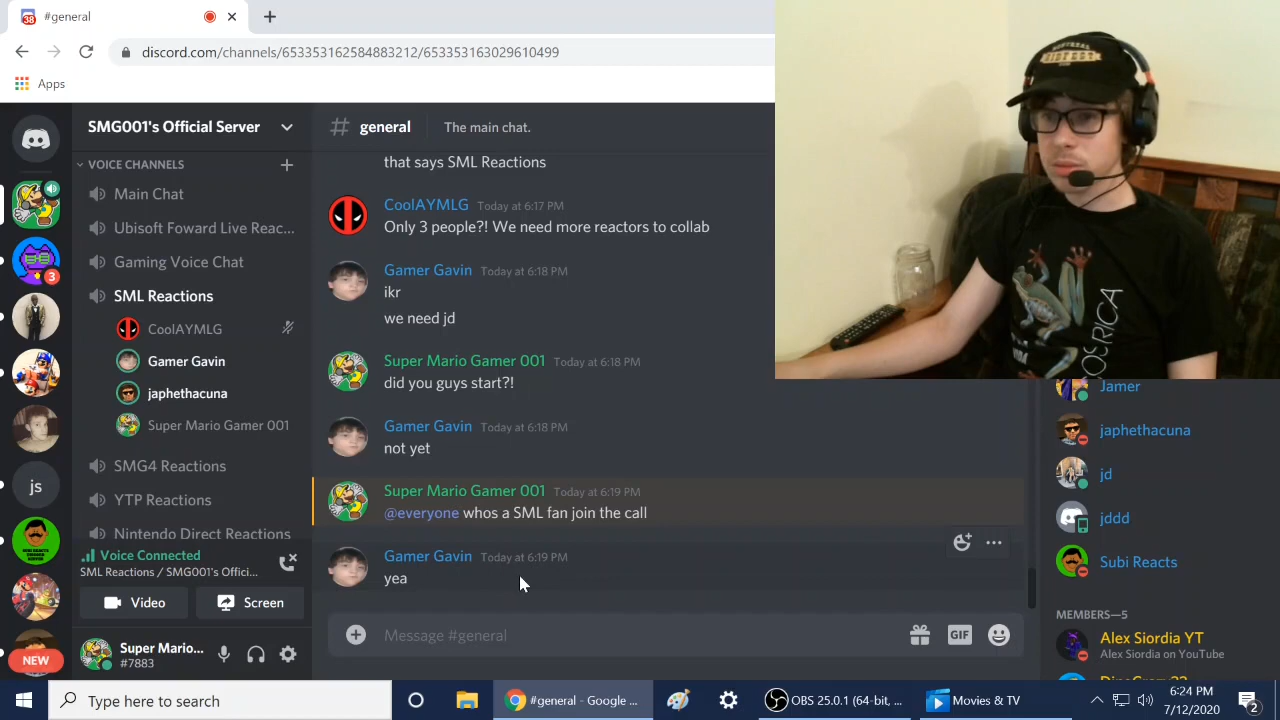 38
#general
discord.com/channels/653353162584883212/653353163029610499
Apps
SMG001's Official Server
# general
The main chat.
VOICE CHANNELS
Main Chat
Ubisoft Foward Live Reac...
Gaming Voice Chat
SML Reactions
CoolAYMLG
Gamer Gavin
japhethacuna
Super Mario Gamer 001
SMG4 Reactions
YTP Reactions
Nintendo Direct Reactions
3
js
NEW
Voice Connected
SML Reactions / SMG001's Offici...
Video
Screen
Super Mario...
#7883
that says SML Reactions
CoolAYMLG Today at 6:17 PM
Only 3 people?! We need more reactors to collab
Gamer Gavin Today at 6:18 PM
ikr
we need jd
Super Mario Gamer 001 Today at 6:18 PM
did you guys start?!
Gamer Gavin Today at 6:18 PM
not yet
Super Mario Gamer 001 Today at 6:19 PM
@everyone whos a SML fan join the call
Gamer Gavin Today at 6:19 PM
yea
Message #general
GIF
Jamer
japhethacuna
jd
jddd
Subi Reacts
MEMBERS—5
Alex Siordia YT
Alex Siordia on YouTube
Type here to search
#general - Google ...
OBS 25.0.1 (64-bit, ...
Movies & TV
6:24 PM
7/12/2020
2